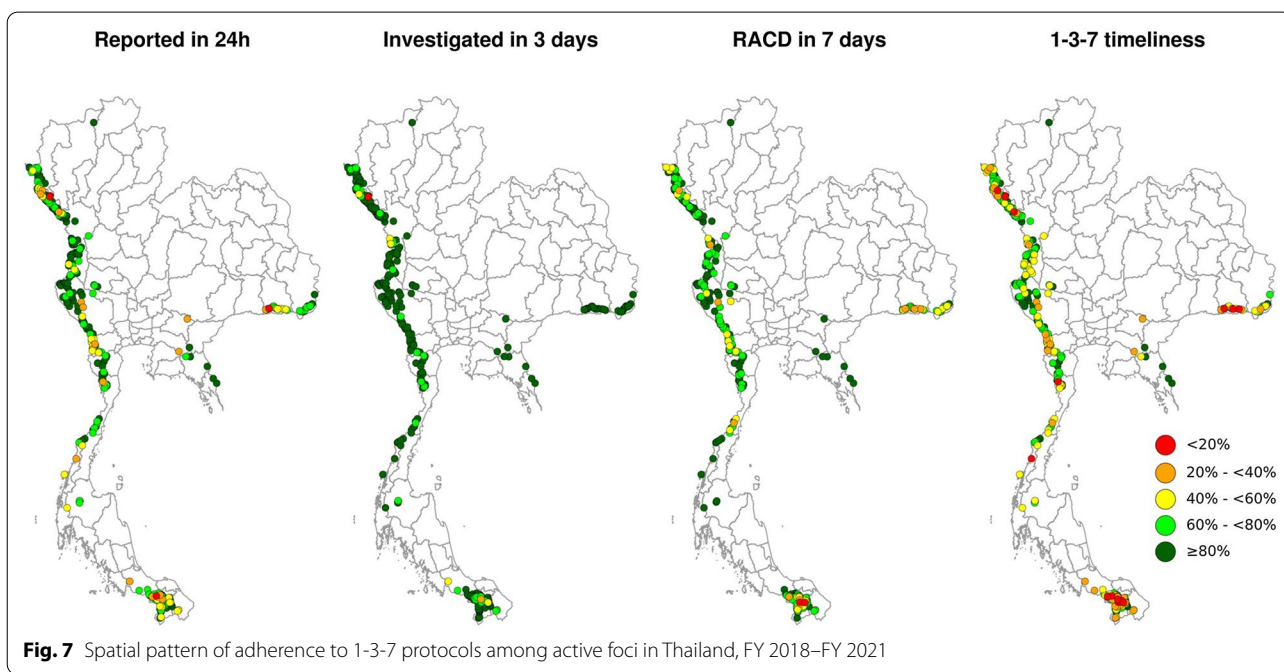 Reported in 24h
Investigated in 3 days
RACD in 7 days
1-3-7 timeliness
<20%
20% - <40%
40% - <60%
60% - <80%
≥80%
Fig. 7 Spatial pattern of adherence to 1-3-7 protocols among active foci in Thailand, FY 2018–FY 2021